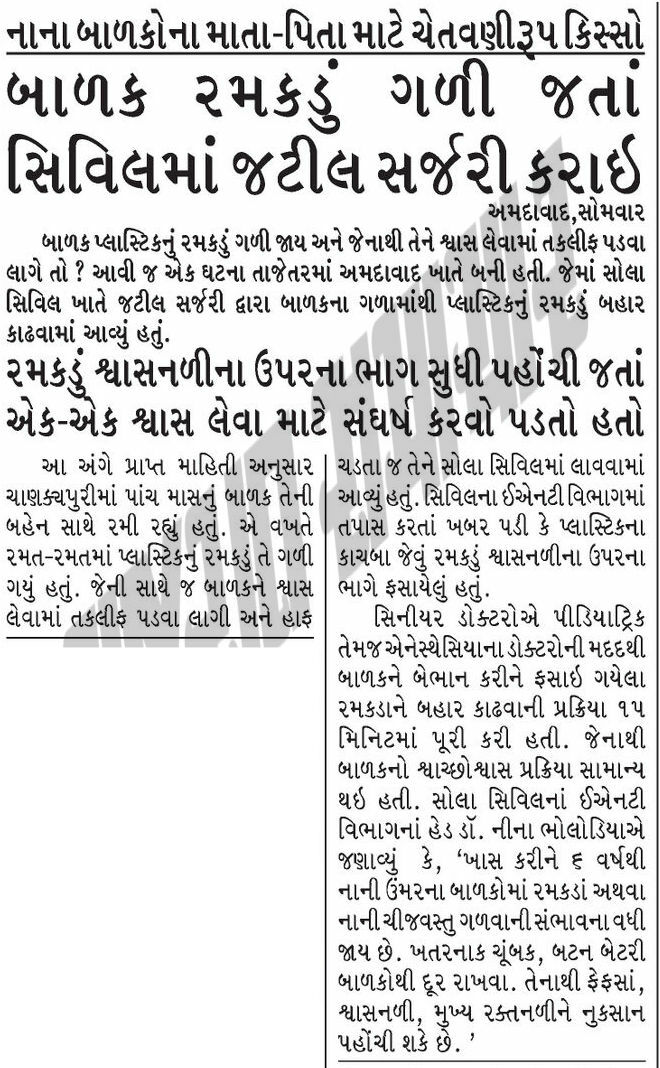 નાના બાળકોના માતા-પિતા માટે ચેતવણીરૂપ કિસ્સો
બાળક રમકડું ગળી જતાં
સિવિલમાં જટીલ સર્જરી કરાઇ
અમદાવાદ,સોમવાર
બાળક પ્લાસ્ટિકનું રમકડું ગળી જાય અને જેનાથી તેને શ્વાસ લેવામાં તકલીફ પડવા
લાગે તો ? આવી જ એક ઘટના તાજેતરમાં અમદાવાદ ખાતે બની હતી. જેમાં સોલા
સિવિલ ખાતે જટીલ સર્જરી દ્વારા બાળકના ગળામાંથી પ્લાસ્ટિકનું રમકડું બહાર
કાઢવામાં આવ્યું હતું.
રમકડું શ્વાસનળીના ઉપરના ભાગ સુધી પહોંચી જતાં
એક-એક શ્વાસ લેવા માટે સંઘર્ષ કરવો પડતો હતો
આ અંગે પ્રાપ્ત માહિતી અનુસાર
ચાણક્યપુરીમાં પાંચ માસનું બાળક તેની
બહેન સાથે રમી રહ્યું હતું. એ વખતે
રમત-રમતમાં પ્લાસ્ટિકનું રમકડું તે ગળી
ગયું હતું. જેની સાથે જ બાળકને શ્વાસ
લેવામાં તકલીફ પડવા લાગી અને હાફ
ચડતા જ તેને સોલા સિવિલમાં લાવવામાં
આવ્યું હતું. સિવિલના ઈએનટી વિભાગમાં
તપાસ કરતાં ખબર પડી કે પ્લાસ્ટિકના
કાચબા જેવું રમકડું શ્વાસનળીના ઉપરના
ભાગે ફસાયેલું હતું.
સિનીયર ડોક્ટરોએ પીડિયાટ્રિક
તેમજ એનેસ્થેસિયાના ડોક્ટરોની મદદથી
બાળકને બેભાન કરીને ફસાઇ ગયેલા
રમકડાને બહાર કાઢવાની પ્રક્રિયા ૧૫
મિનિટમાં પૂરી કરી હતી. જેનાથી
બાળકનો શ્વાચ્છોશ્વાસ પ્રક્રિયા સામાન્ય
થઇ હતી. સોલા સિવિલનાં ઈએનટી
વિભાગનાં હેડ ડૉ. નીના ભોલોડિયાએ
જણાવ્યું કે, ‘ખાસ કરીને ૬ વર્ષથી
નાની ઉંમરના બાળકોમાં રમકડાં અથવા
નાની ચીજવસ્તુ ગળવાની સંભાવના વધી
જાય છે. ખતરનાક ચૂંબક, બટન બેટરી
બાળકોથી દૂર રાખવા. તેનાથી ફેફસાં,
શ્વાસનળી, મુખ્ય રક્તનળીને નુકસાન
પહોંચી શકે છે. ’